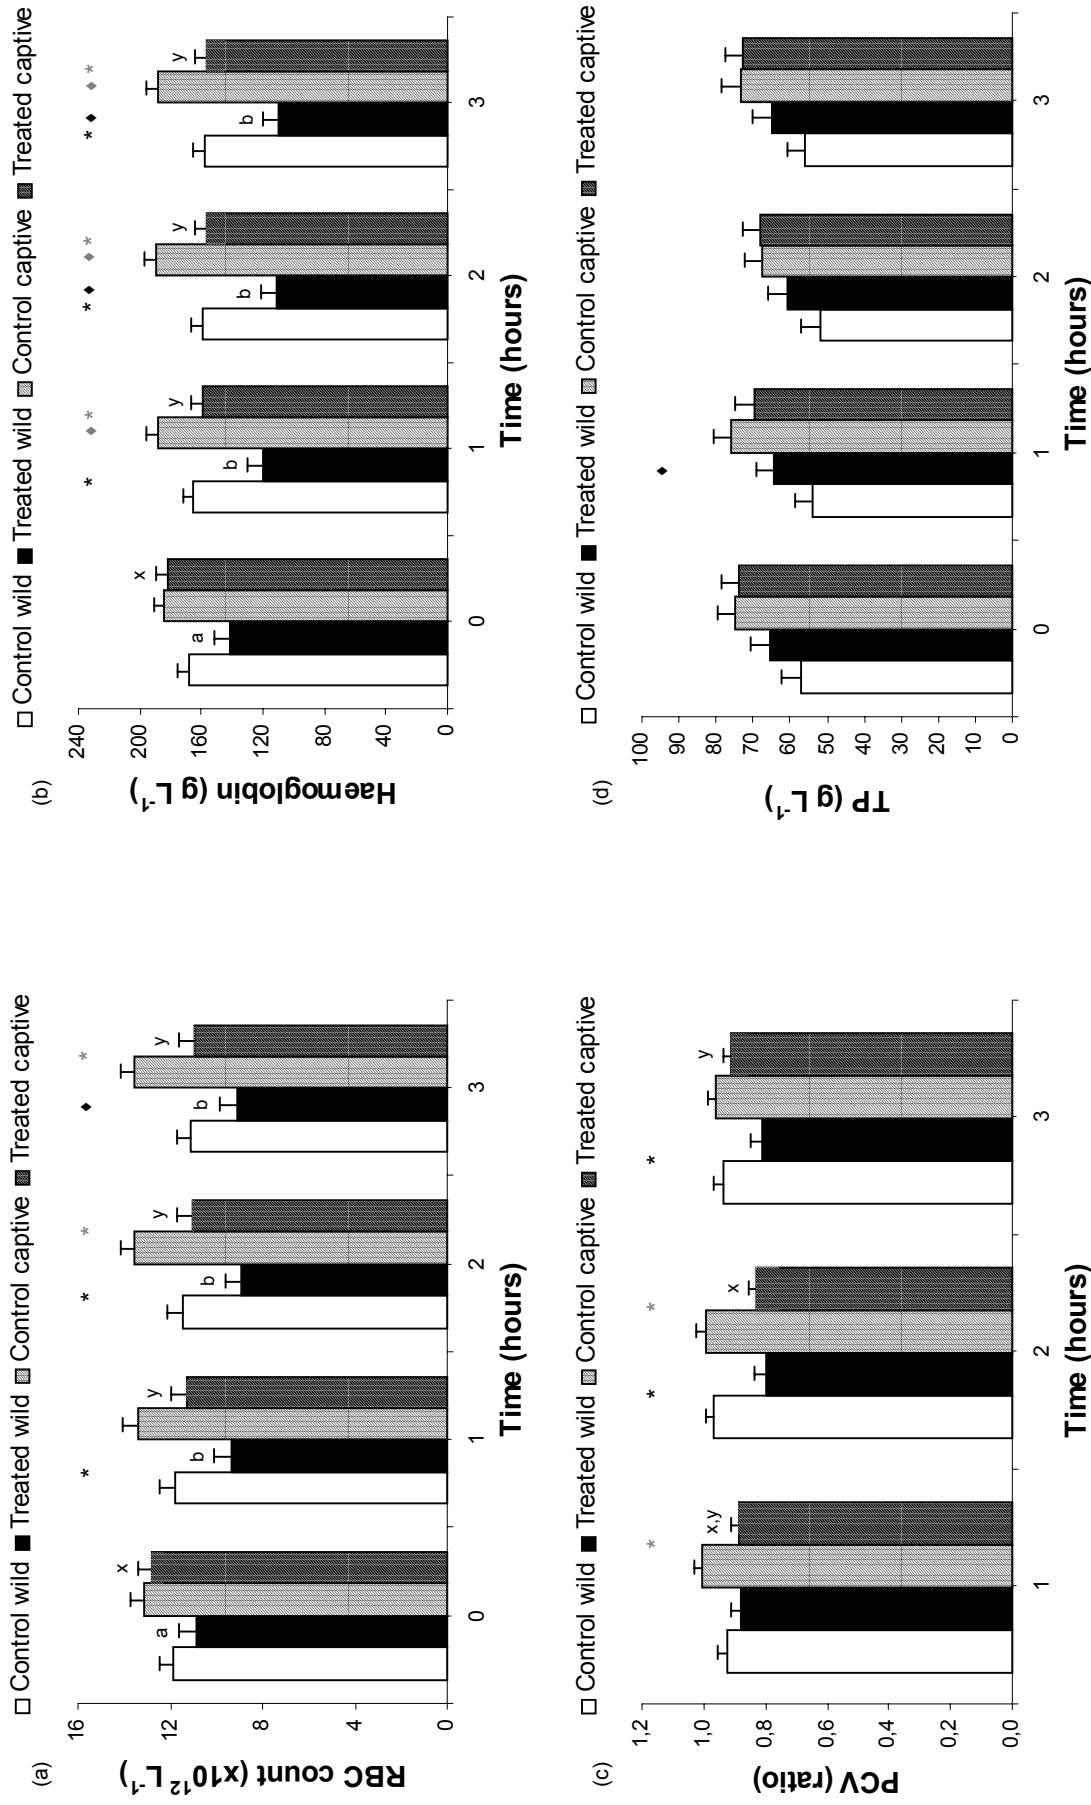 (a)
□ Control wild ■ Treated wild ▒ Control captive ▓ Treated captive
RBC count (x10¹² L⁻¹)
16
12
8
4
0
a
x
*
b
y
*
b
y
*
b
y
♦
*
0
1
2
3
Time (hours)
(b)
□ Control wild ■ Treated wild ▒ Control captive ▓ Treated captive
Haemoglobin (g L⁻¹)
240
200
160
120
80
40
0
a
x
*
b
♦ *
y
* ♦
b
♦ *
y
* ♦
b
♦ *
y
0
1
2
3
Time (hours)
(c)
□ Control wild ■ Treated wild ▒ Control captive ▓ Treated captive
PCV (ratio)
1,2
1,0
0,8
0,6
0,4
0,2
0,0
*
x,y
*
*
x
*
y
1
2
3
Time (hours)
(d)
□ Control wild ■ Treated wild ▒ Control captive ▓ Treated captive
TP (g L⁻¹)
100
90
80
70
60
50
40
30
20
10
0
♦
0
1
2
3
Time (hours)